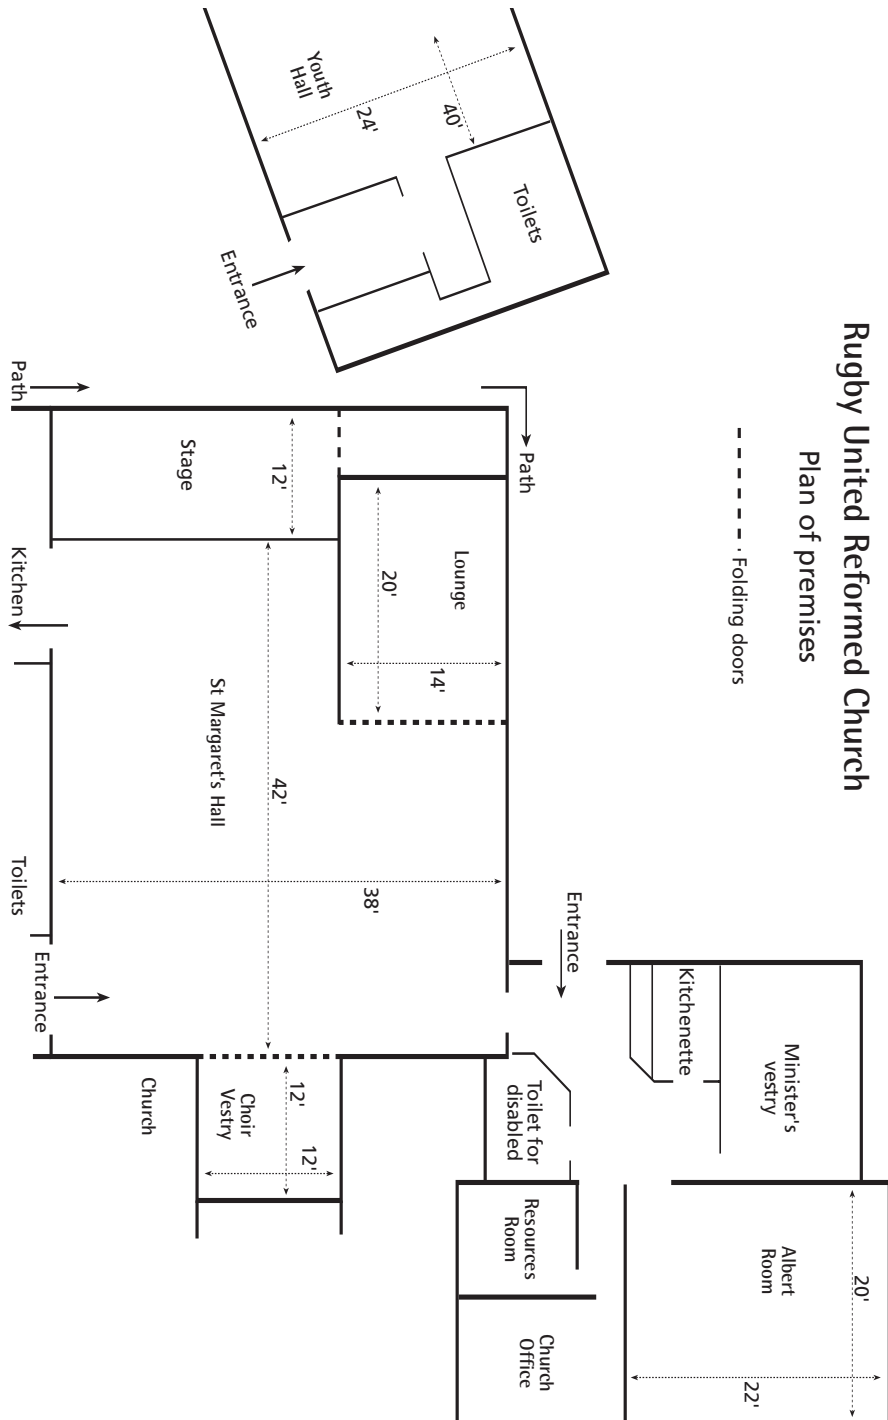 Rugby United Reformed Church
Plan of premises
Folding doors
Youth
Hall
24'
40'
Toilets
Entrance
Path
Path
Stage
12'
Lounge
20'
14'
Kitchen
St Margaret's Hall
42'
38'
Toilets
Entrance
Entrance
Kitchenette
Minister's
vestry
Toilet for
disabled
Church
Choir
Vestry
12'
12'
Resources
Room
Church
Office
Albert
Room
20'
22'